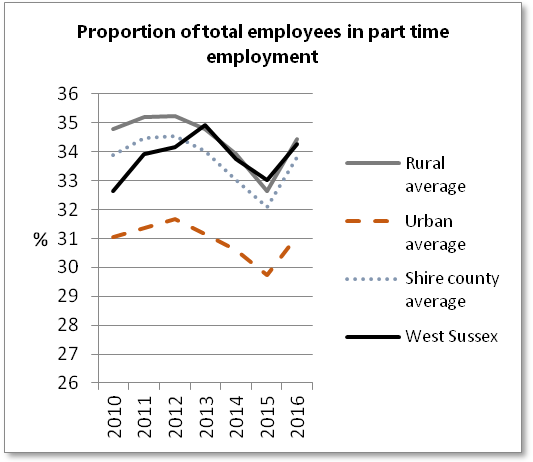 Proportion of total employees in part time
employment
36
35
34
33
32
31
30
29
28
27
26
%
2010
2011
2012
2013
2014
2015
2016
Rural
average
Urban
average
Shire county
average
West Sussex